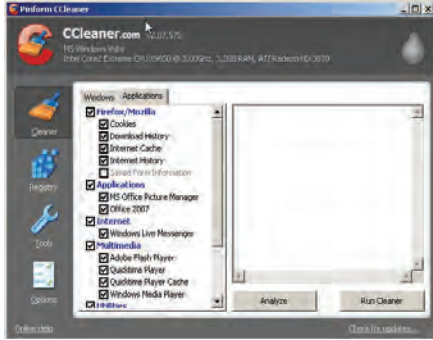 Piriform CCleaner
CCleaner.com v2.07.575
MS Windows Vista
Intel Core2 Extreme CPU X9650 @ 3.00GHz, 3.2GB RAM, ATI Radeon HD 3870
Windows
Applications
Firefox/Mozilla
Cookies
Download History
Internet Cache
Internet History
Saved Form Information
Applications
MS Office Picture Manager
Office 2007
Internet
Windows Live Messenger
Multimedia
Adobe Flash Player
Quicktime Player
Quicktime Player Cache
Windows Media Player
Utilities
Cleaner
Registry
Tools
Options
Analyze
Run Cleaner
Online Help
Check for updates...